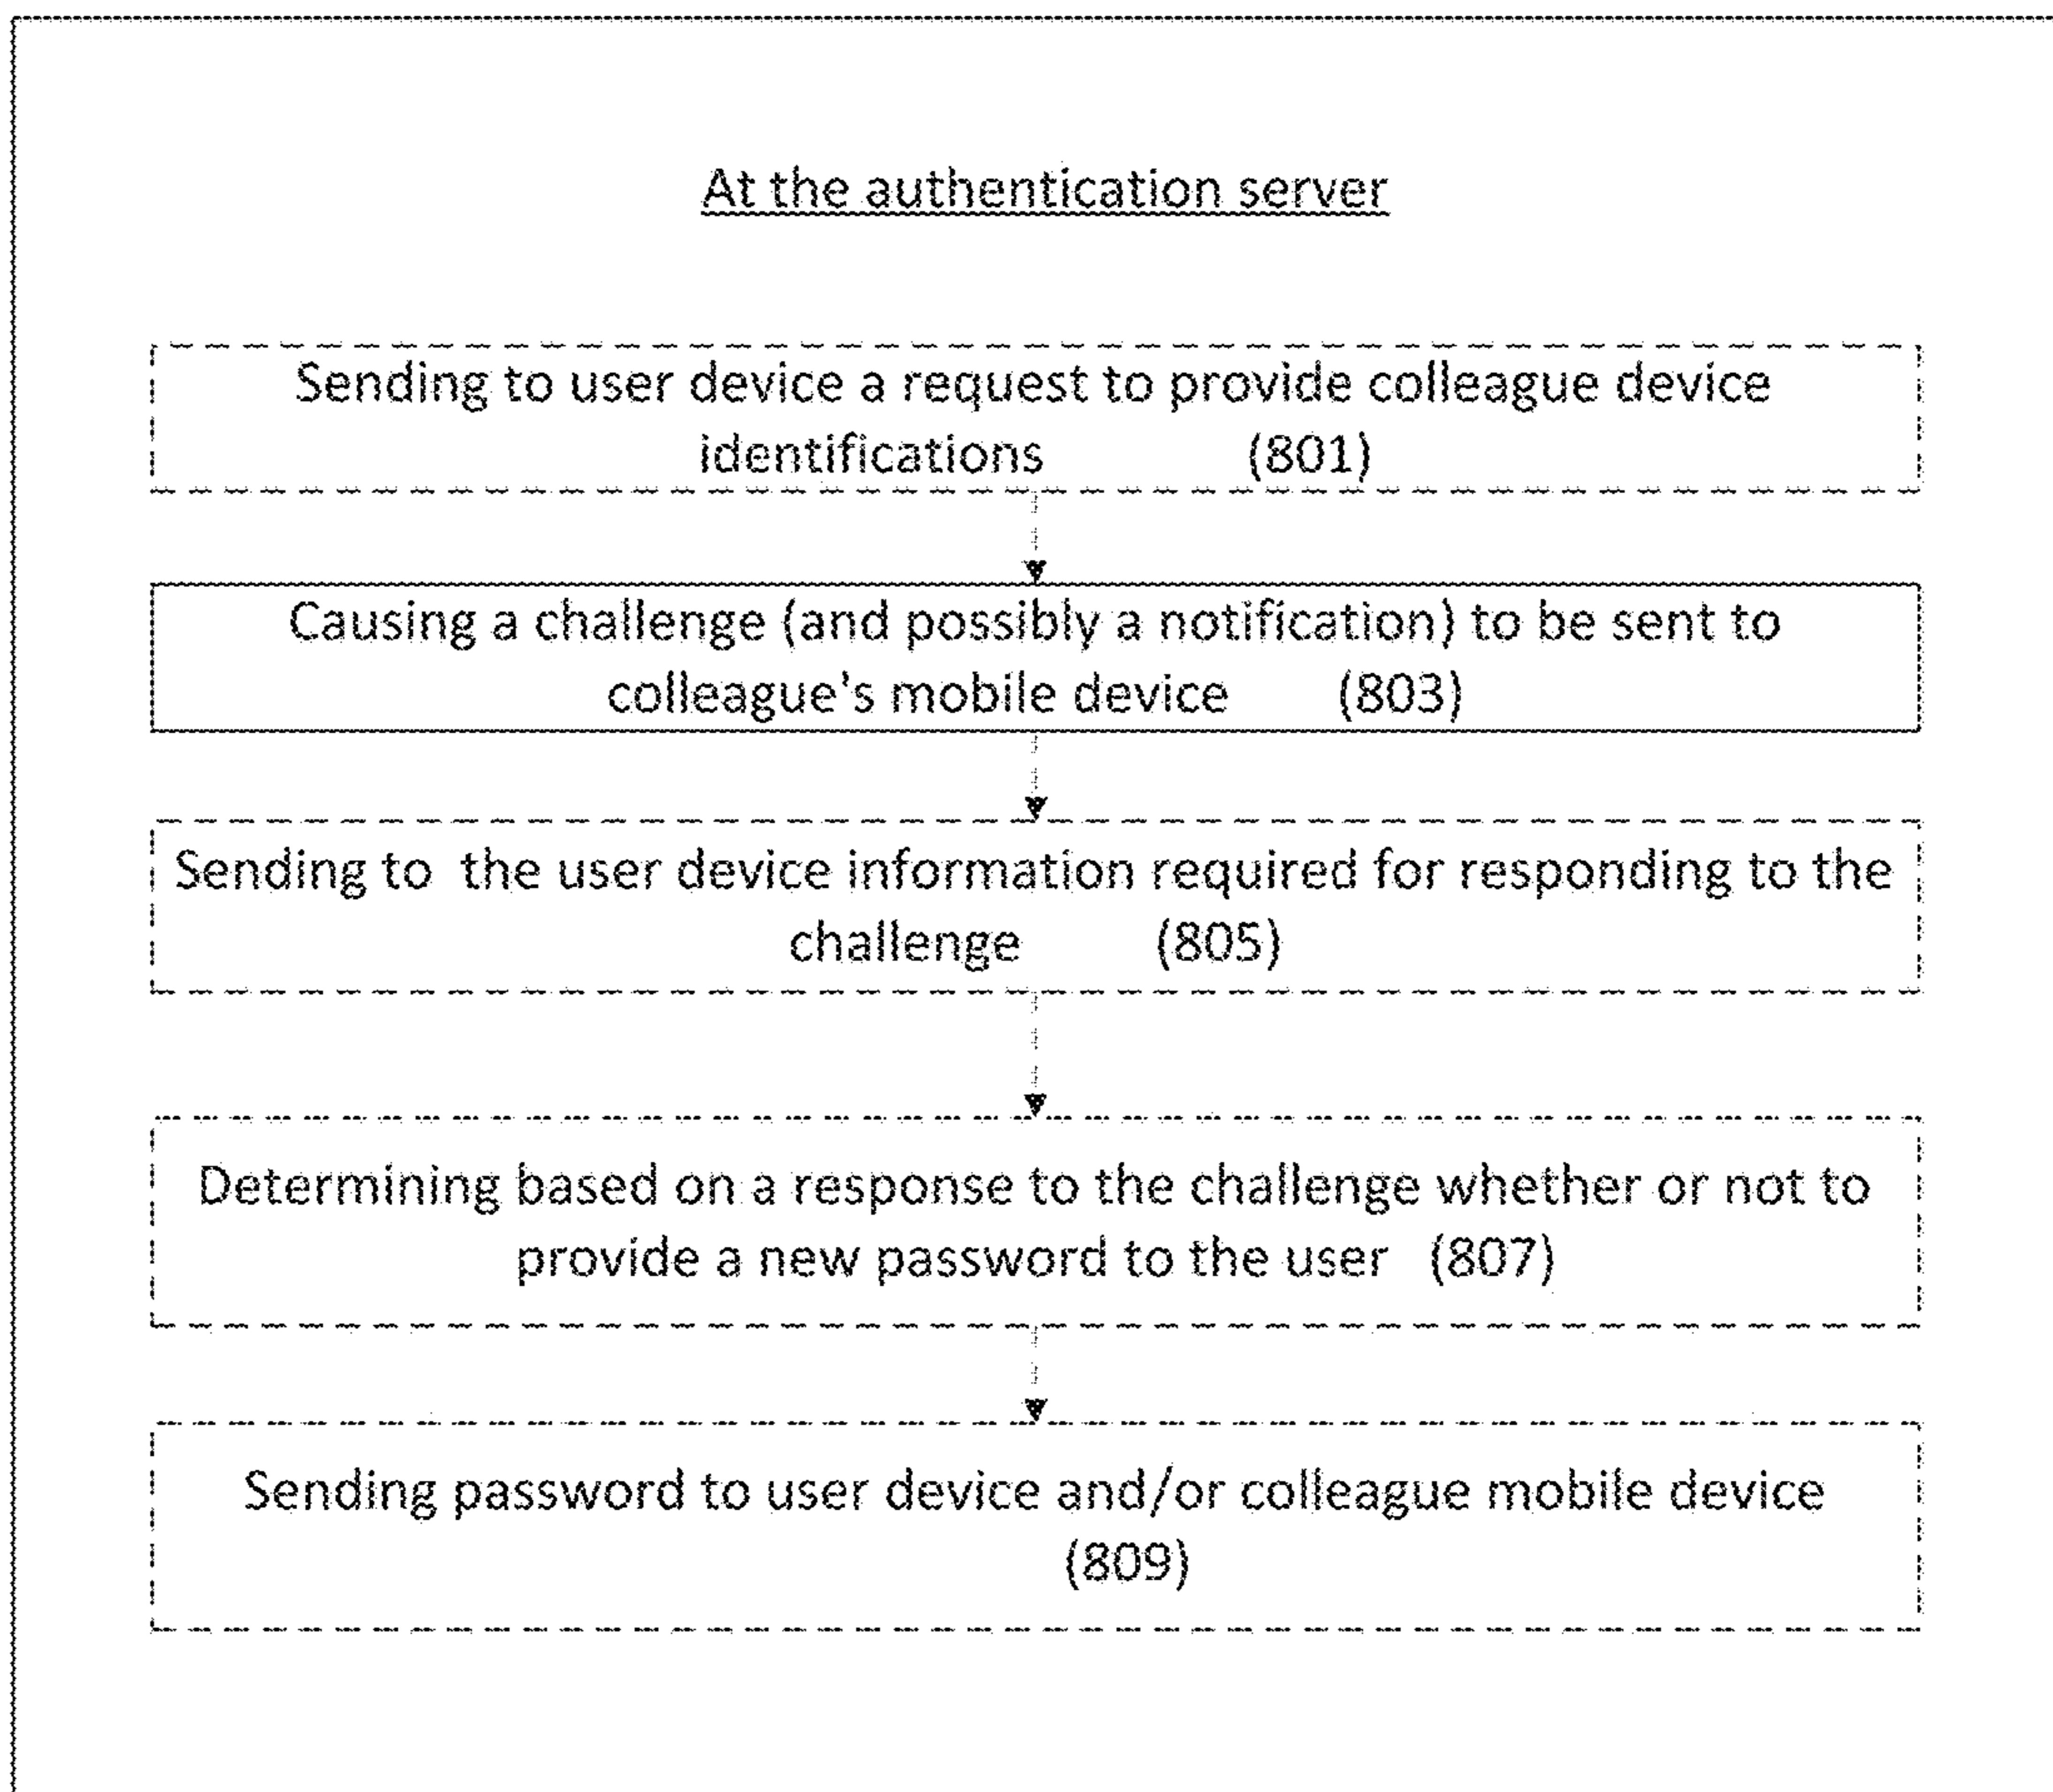 At the authentication server
Sending to user device a request to provide colleague device
identifications (801)
Causing a challenge (and possibly a notification) to be sent to
colleague's mobile device (803)
Sending to the user device information required for responding to the
challenge (805)
Determining based on a response to the challenge whether or not to
provide a new password to the user (807)
Sending password to user device and/or colleague mobile device
(809)